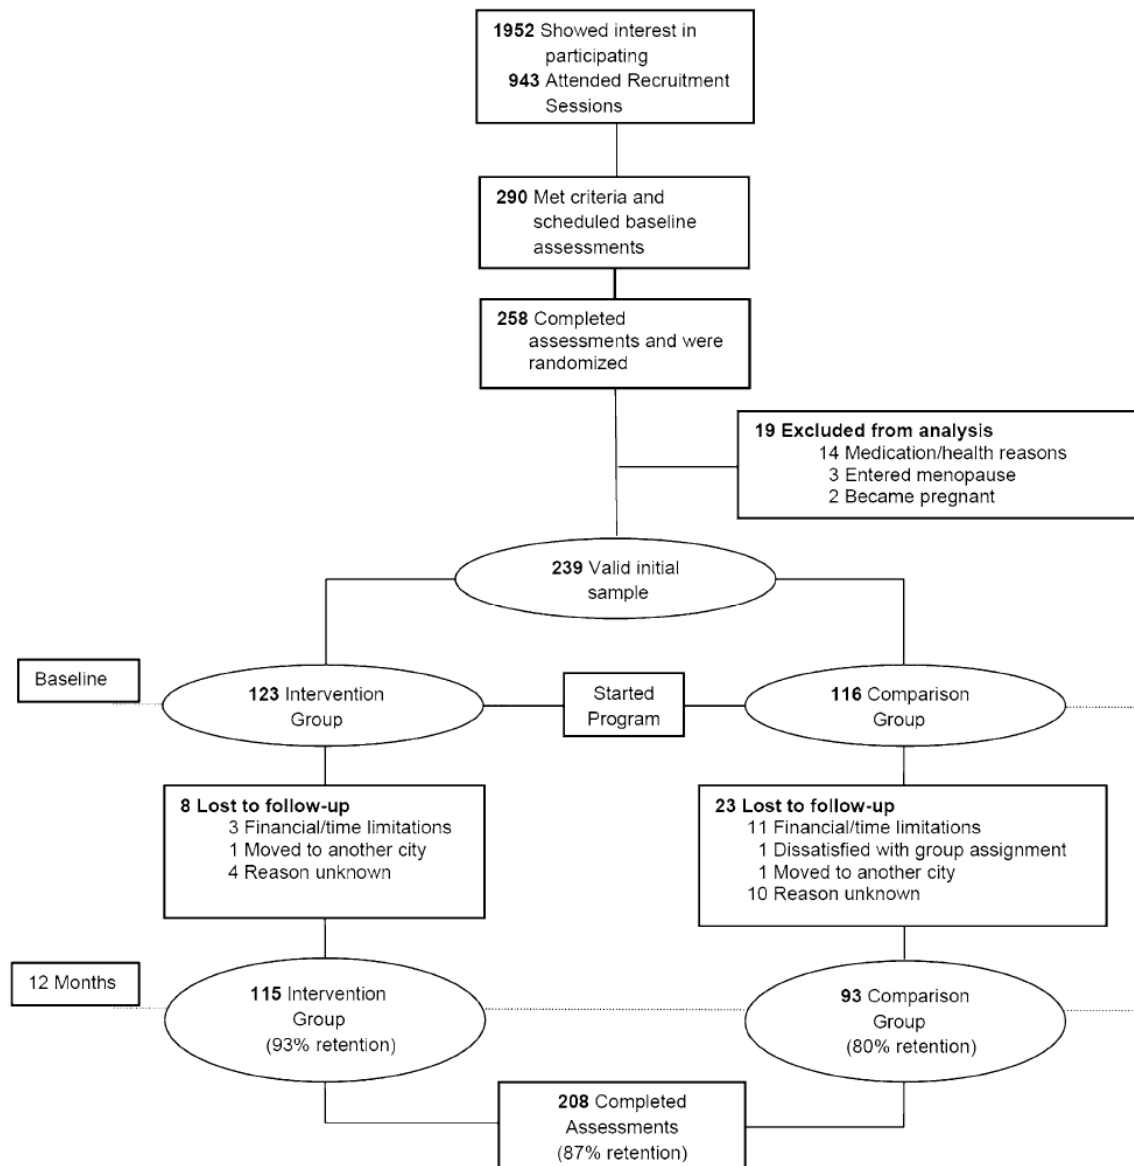 1952 Showed interest in
participating
943 Attended Recruitment
Sessions
290 Met criteria and
scheduled baseline
assessments
258 Completed
assessments and were
randomized
19 Excluded from analysis
14 Medication/health reasons
3 Entered menopause
2 Became pregnant
239 Valid initial
sample
Baseline
123 Intervention
Group
Started
Program
116 Comparison
Group
8 Lost to follow-up
3 Financial/time limitations
1 Moved to another city
4 Reason unknown
23 Lost to follow-up
11 Financial/time limitations
1 Dissatisfied with group assignment
1 Moved to another city
10 Reason unknown
12 Months
115 Intervention
Group
(93% retention)
93 Comparison
Group
(80% retention)
208 Completed
Assessments
(87% retention)